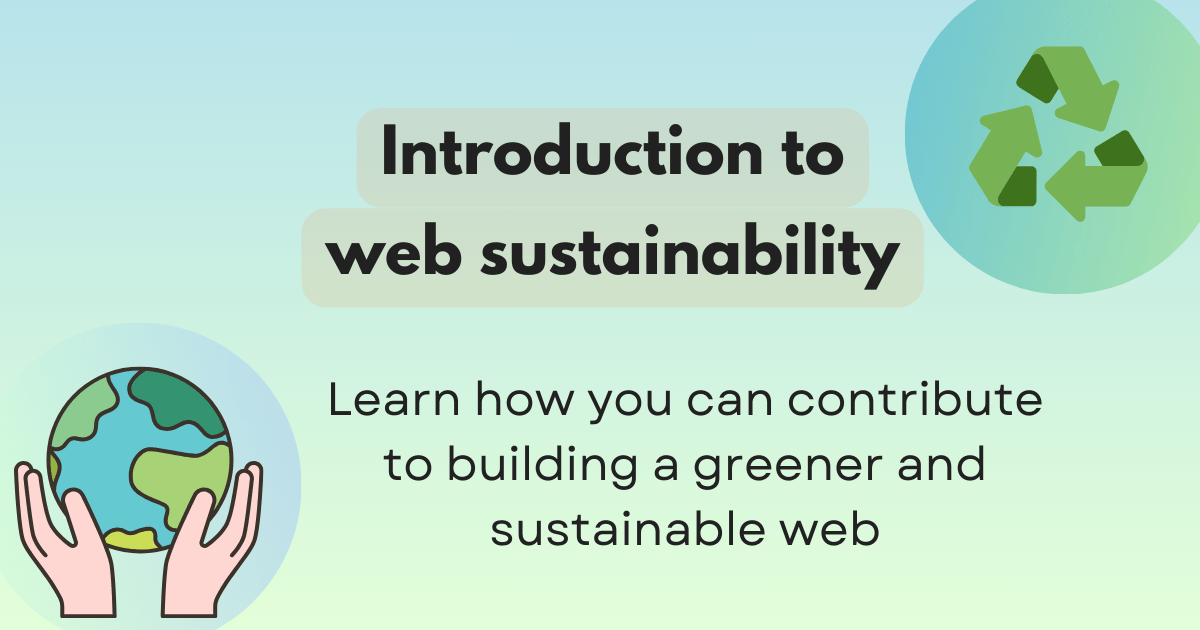 Introduction to
web sustainability
Learn how you can contribute
to building a greener and
sustainable web